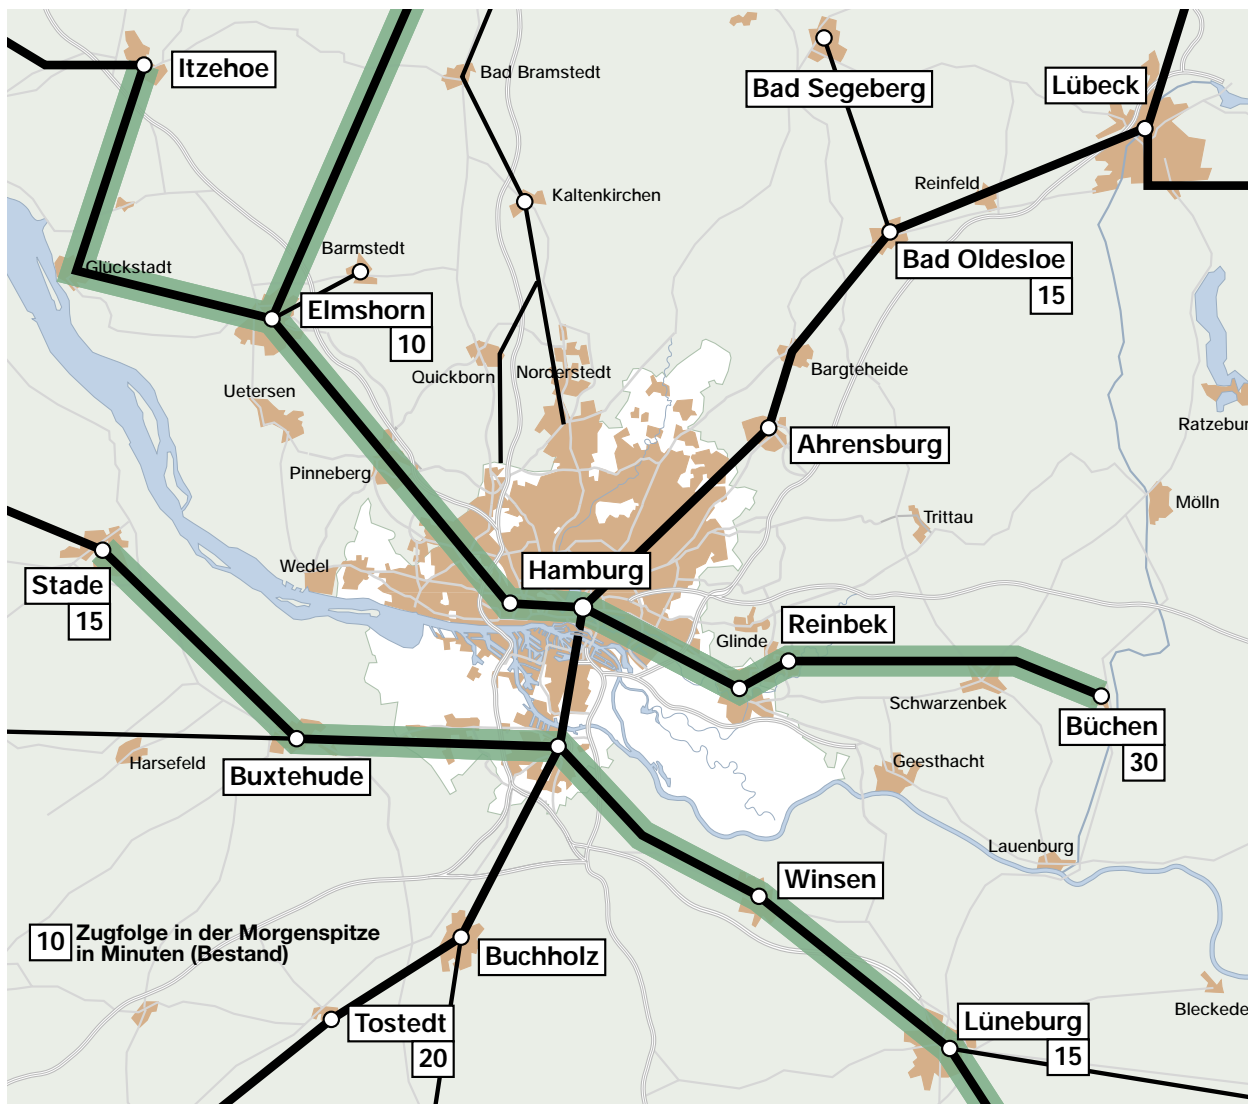 Itzehoe
Bad Bramstedt
Bad Segeberg
Lübeck
Kaltenkirchen
Reinfeld
Barmstedt
Glückstadt
Bad Oldesloe
15
Elmshorn
10
Quickborn
Norderstedt
Bargteheide
Uetersen
Ratzebur
Ahrensburg
Pinneberg
Mölln
Trittau
Wedel
Hamburg
Stade
15
Glinde
Reinbek
Schwarzenbek
Büchen
30
Harsefeld
Buxtehude
Geesthacht
Lauenburg
Winsen
10 Zugfolge in der Morgenspitze
in Minuten (Bestand)
Buchholz
Bleckede
Tostedt
20
Lüneburg
15